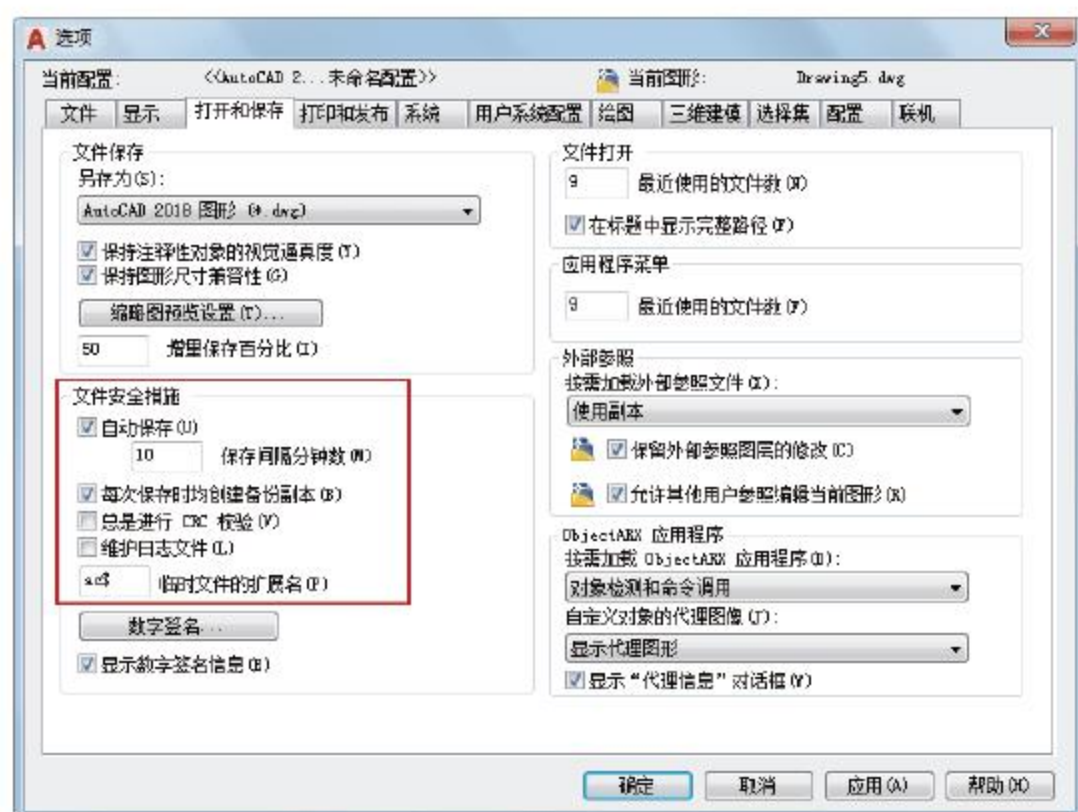 选项
当前配置: <<AutoCAD 2...未命名配置>> 当前图形: Drawing5.dwg
文件 显示 打开和保存 打印和发布 系统 用户系统配置 绘图 三维建模 选择集 配置 联机
文件保存
另存为(S):
AutoCAD 2018 图形 (*.dwg)
保持注释性对象的视觉逼真度(Y)
保持图形尺寸兼容性(G)
缩略图预览设置(T)...
50 增量保存百分比(I)
文件安全措施
自动保存(U)
10 保存间隔分钟数(M)
每次保存时均创建备份副本(B)
总是进行 CRC 校验(V)
维护日志文件(L)
ac$ 临时文件的扩展名(P)
数字签名...
显示数字签名信息(E)
文件打开
9 最近使用的文件数(N)
在标题中显示完整路径(F)
应用程序菜单
9 最近使用的文件数(F)
外部参照
按需加载外部参照文件(X):
使用副本
保留外部参照图层的修改(C)
允许其他用户参照编辑当前图形(R)
ObjectARX 应用程序
按需加载 ObjectARX 应用程序(D):
对象检测和命令调用
自定义对象的代理图像(J):
显示代理图形
显示“代理信息”对话框(W)
确定 取消 应用(A) 帮助(H)